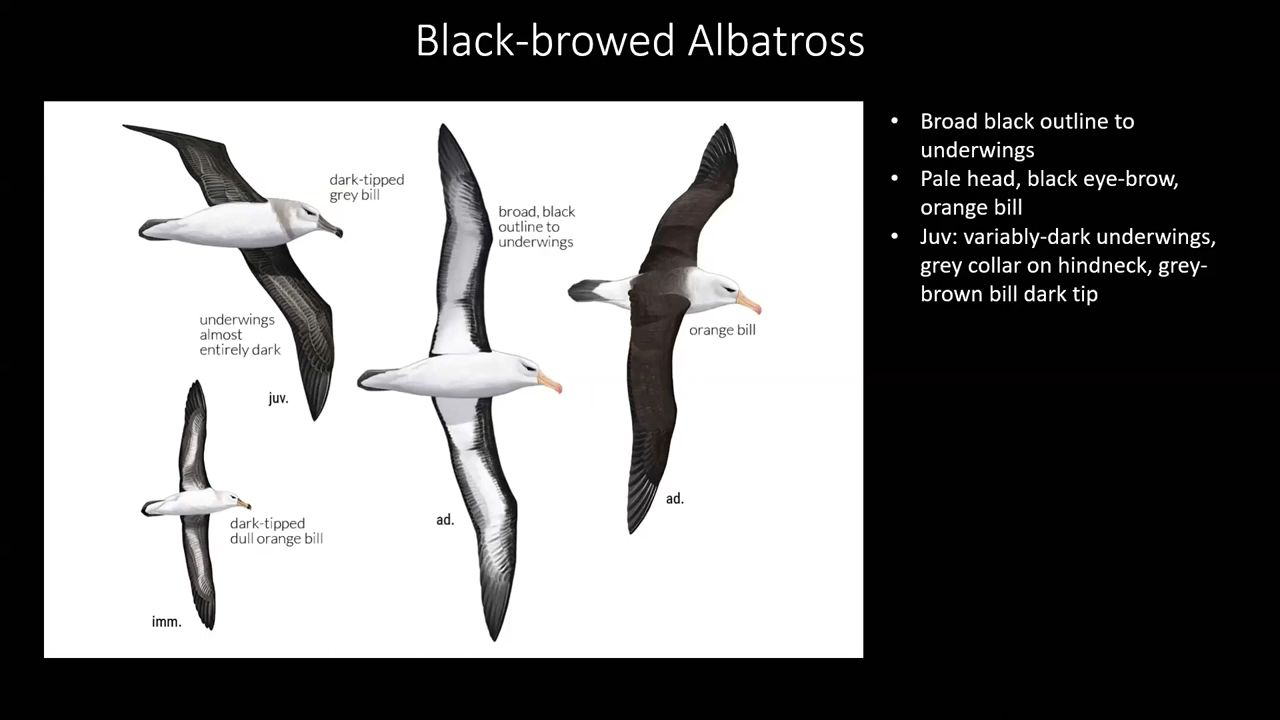 Black-browed Albatross
dark-tipped
grey bill
broad, black
outline to
underwings
orange bill
underwings
almost
entirely dark
juv.
dark-tipped
dull orange bill
imm.
ad.
ad.
• Broad black outline to
underwings
• Pale head, black eye-brow,
orange bill
• Juv: variably-dark underwings,
grey collar on hindneck, grey-
brown bill dark tip